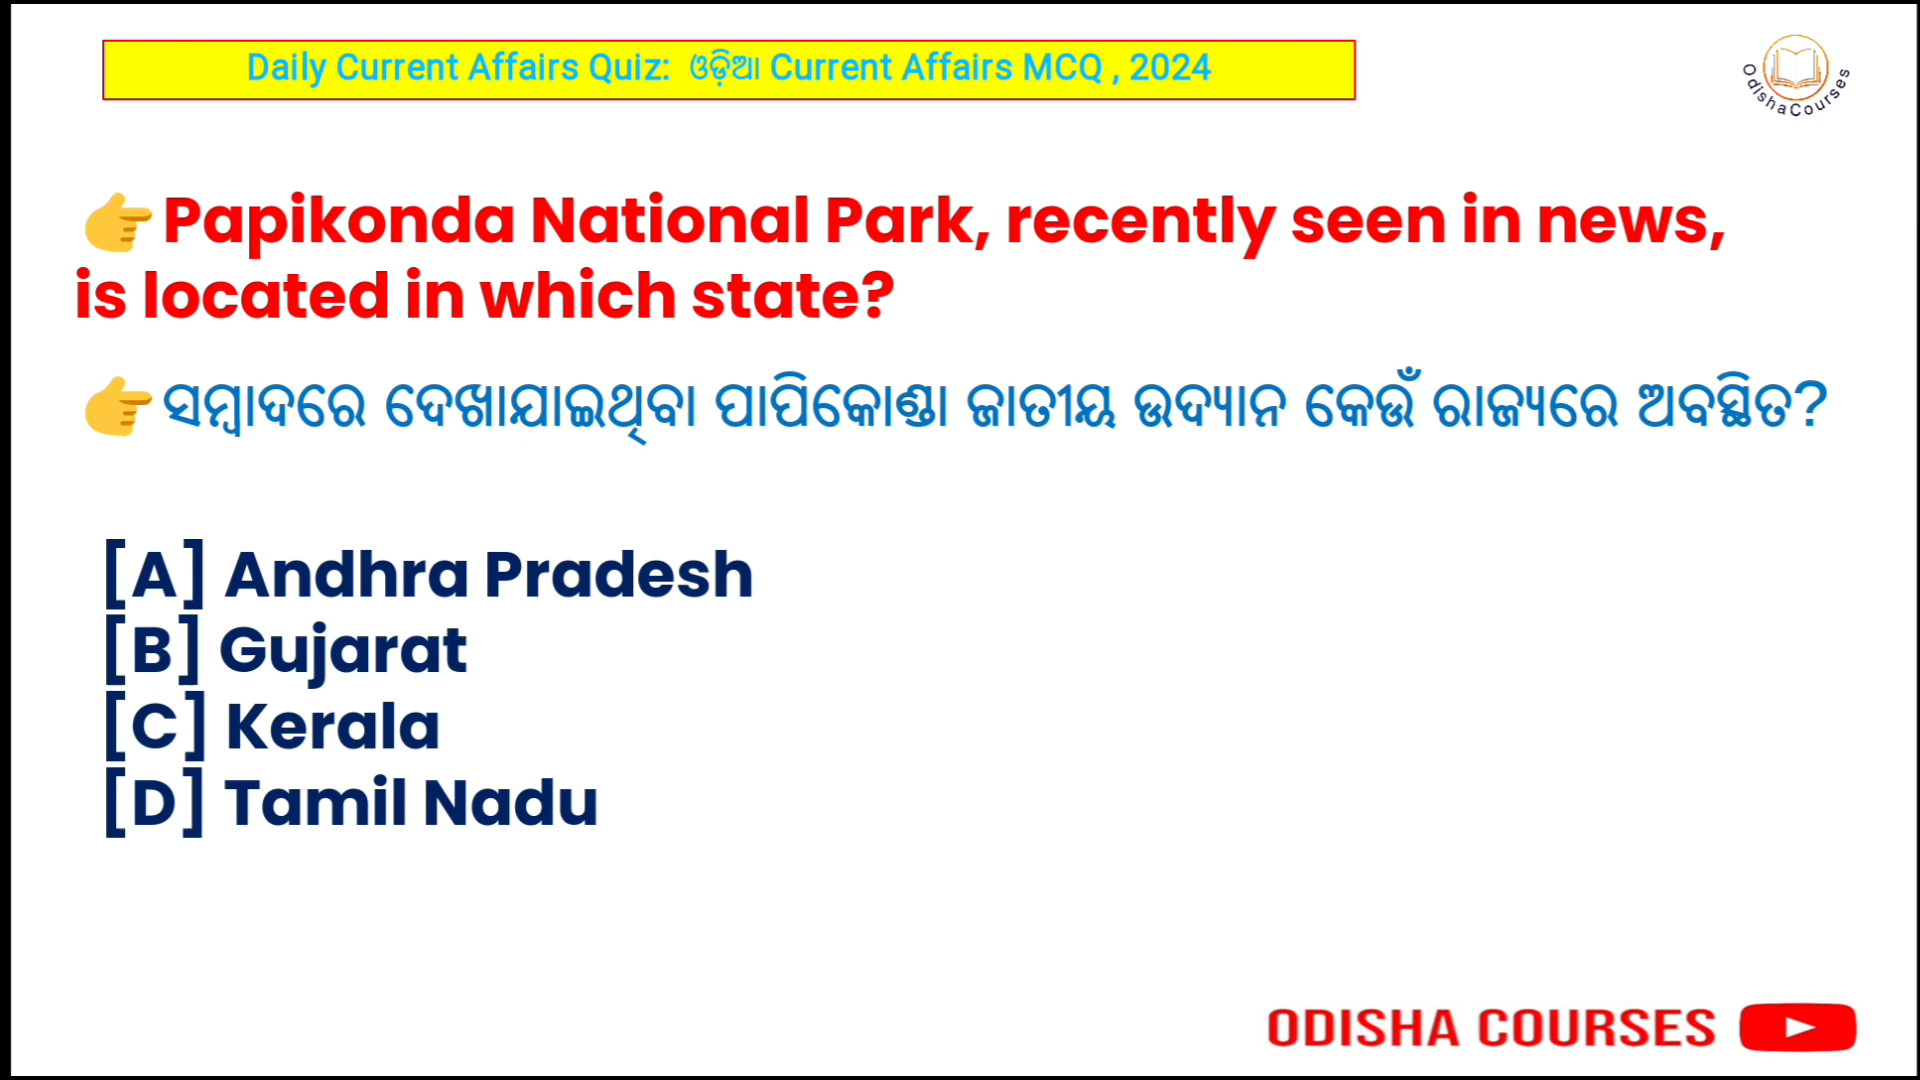 Daily Current Affairs Quiz: ଓଡ଼ିଆ Current Affairs MCQ , 2024
OdishaCourses
👉Papikonda National Park, recently seen in news,
is located in which state?
👉ସମ୍ବାଦରେ ଦେଖାଯାଇଥିବା ପାପିକୋଣ୍ଡା ଜାତୀୟ ଉଦ୍ୟାନ କେଉଁ ରାଜ୍ୟରେ ଅବସ୍ଥିତ?
[A] Andhra Pradesh
[B] Gujarat
[C] Kerala
[D] Tamil Nadu
ODISHA COURSES